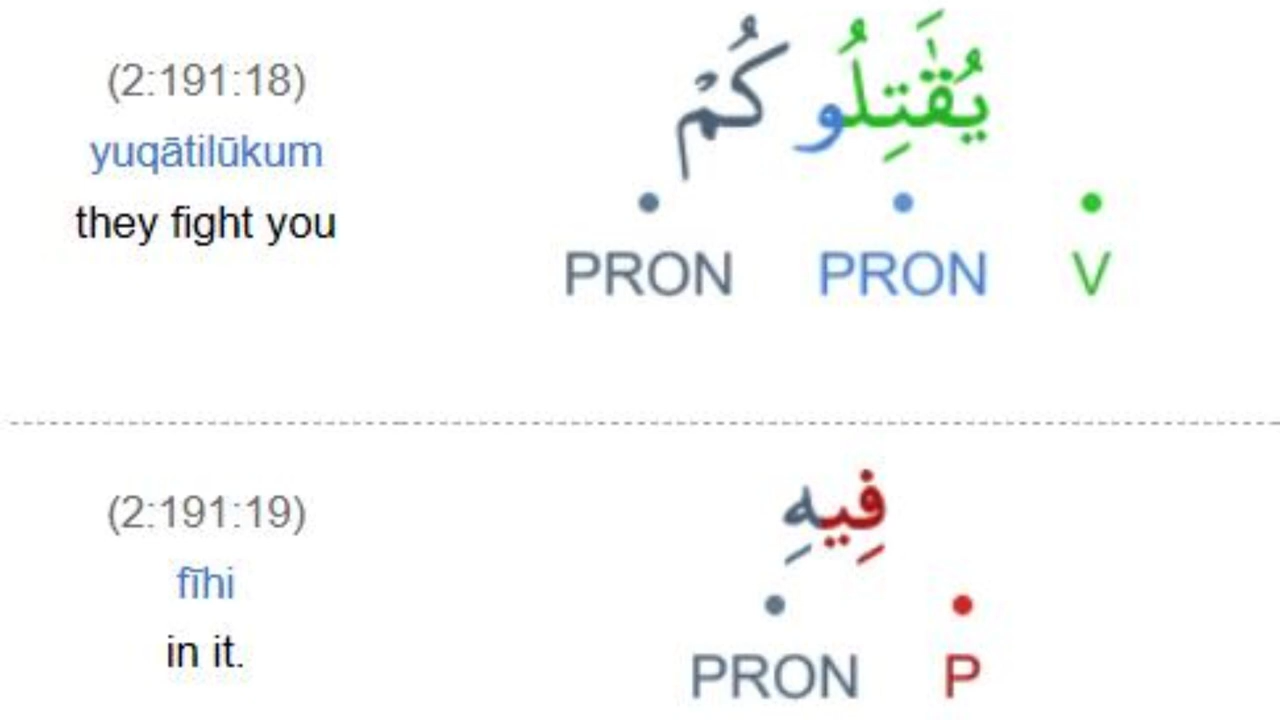 (2:191:18)
yuqātilūkum
they fight you
يُقَٰتِلُوكُمْ
PRON PRON V
(2:191:19)
fīhi
in it.
فِيهِ
PRON P